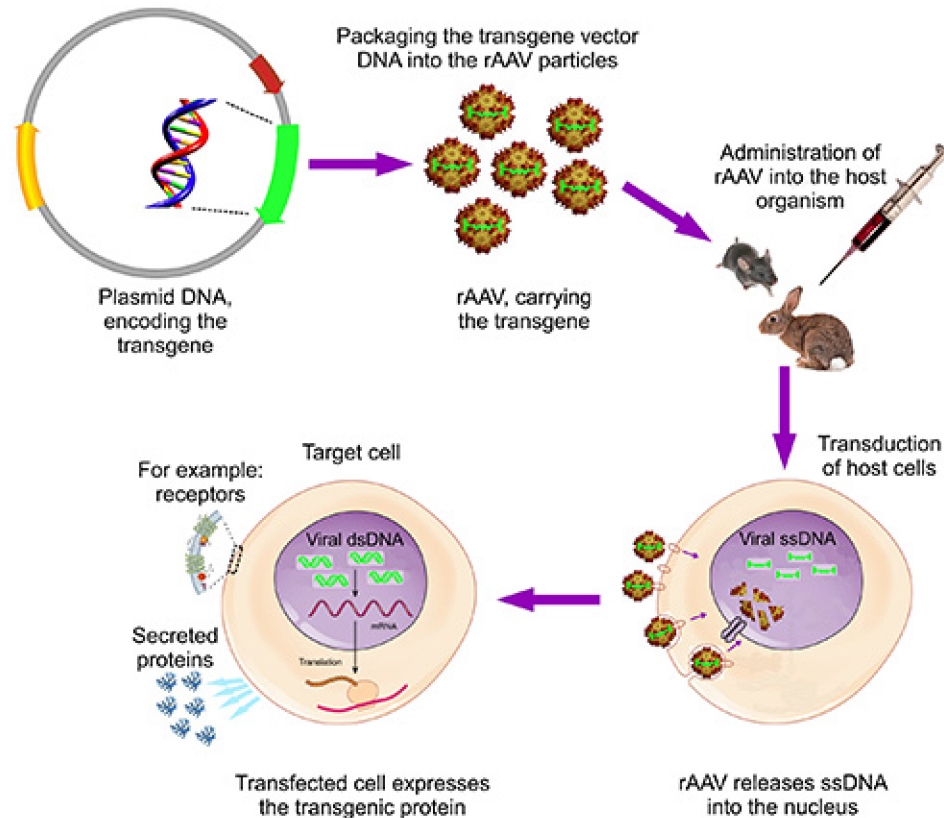 Packaging the transgene vector
DNA into the rAAV particles
Administration of
rAAV into the host
organism
Plasmid DNA,
encoding the
transgene
rAAV, carrying
the transgene
Transduction
of host cells
Target cell
For example:
receptors
Viral dsDNA
mRNA
Translation
Secreted
proteins
Viral ssDNA
Transfected cell expresses
the transgenic protein
rAAV releases ssDNA
into the nucleus